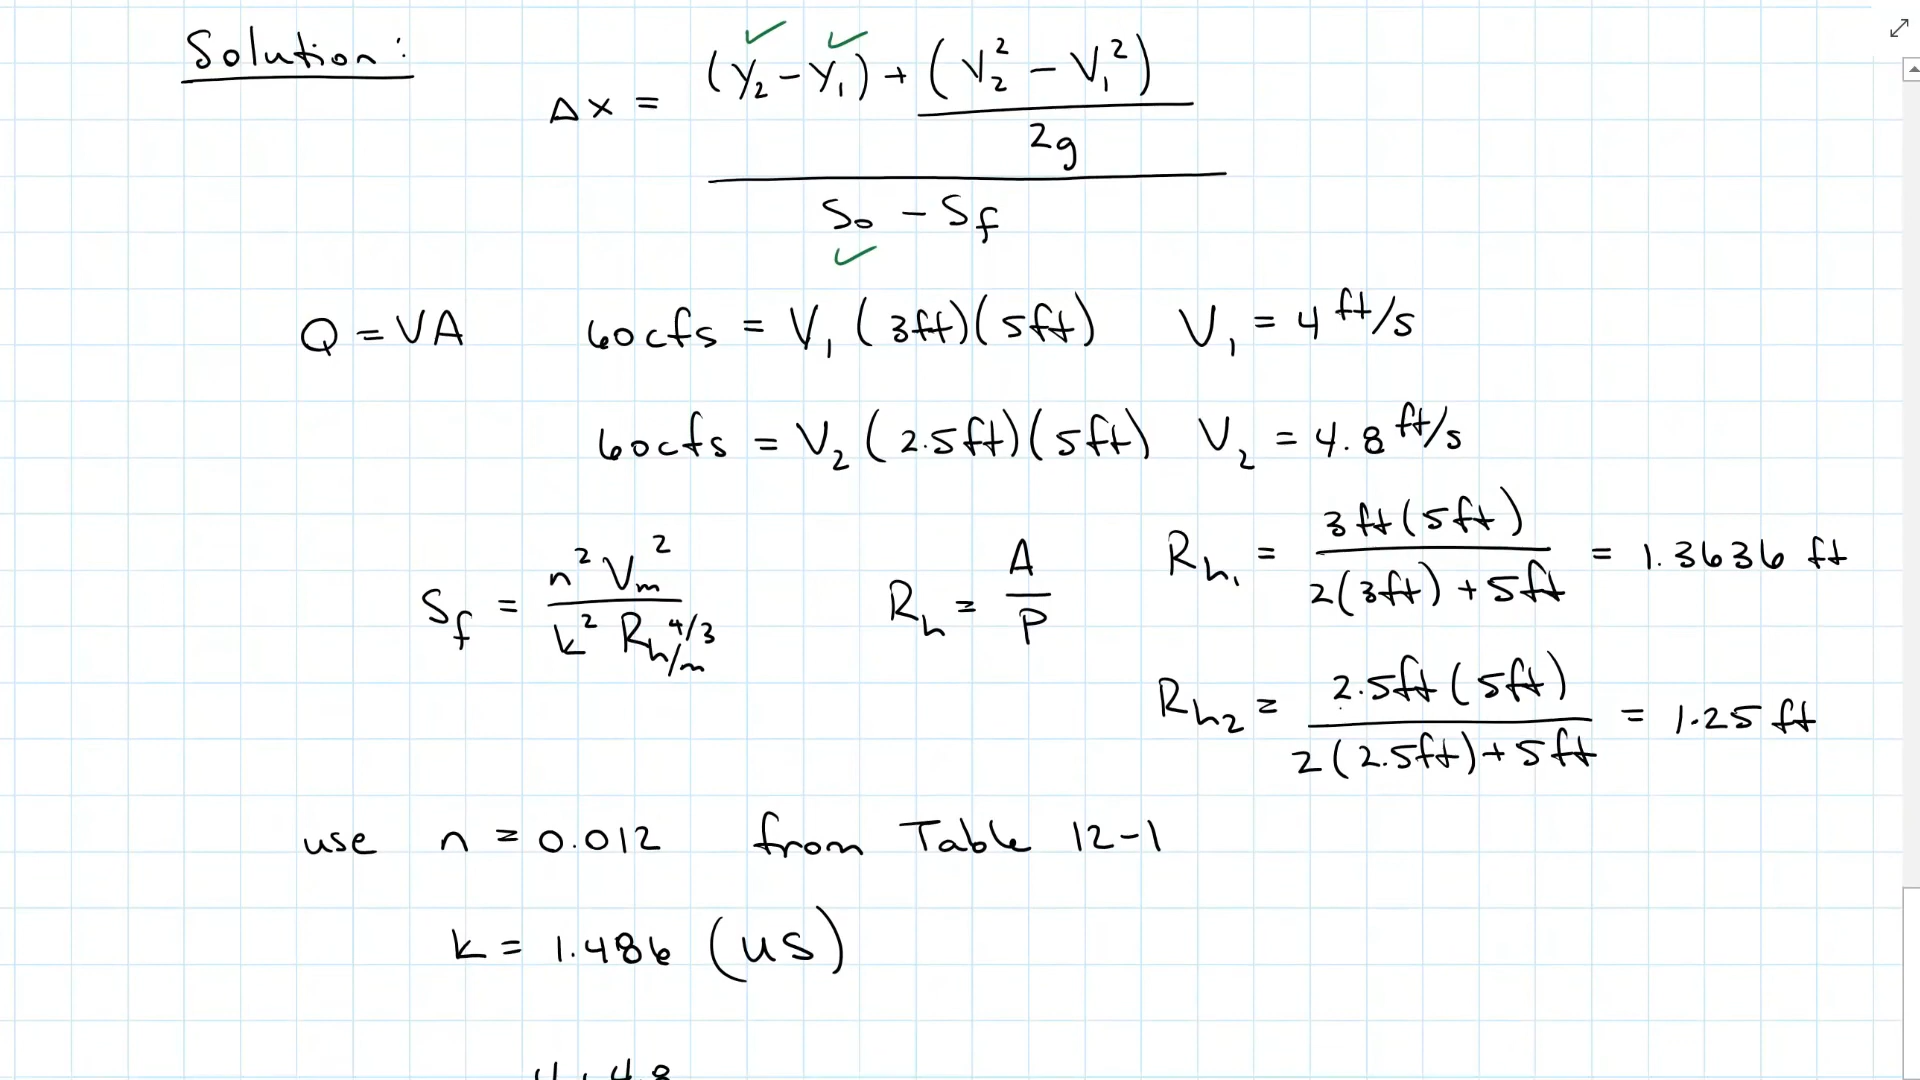 Solution:
Δx = ((y₂ - y₁) + (V₂² - V₁²)/2g) / (S₀ - S_f)
Q = VA 60cfs = V₁ (3ft)(5ft) V₁ = 4 ft/s
60cfs = V₂ (2.5ft)(5ft) V₂ = 4.8 ft/s
S_f = n² V_m² / k² R_h/m^4/3 R_h = A/P R_h₁ = 3ft(5ft) / 2(3ft)+5ft = 1.3636 ft
R_h₂ = 2.5ft(5ft) / 2(2.5ft)+5ft = 1.25 ft
use n = 0.012 from Table 12-1
k = 1.486 (US)